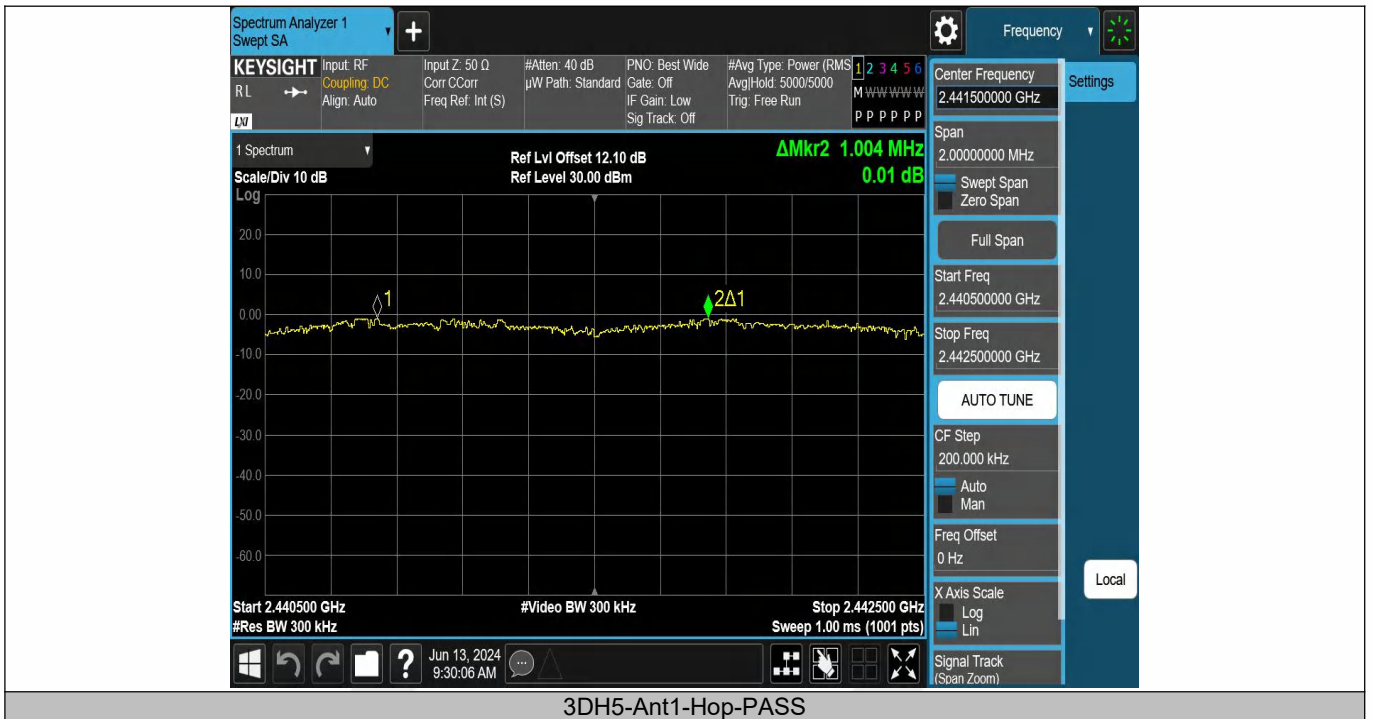 Spectrum Analyzer 1
Swept SA
+
Frequency
KEYSIGHT
RL
LXI
Input: RF
Coupling: DC
Align: Auto
Input Z: 50 Ω
Corr CCorr
Freq Ref: Int (S)
#Atten: 40 dB
µW Path: Standard
PNO: Best Wide
Gate: Off
IF Gain: Low
Sig Track: Off
#Avg Type: Power (RMS
Avg|Hold: 5000/5000
Trig: Free Run
1 2 3 4 5 6
M W W W W W
P P P P P P
1 Spectrum
Scale/Div 10 dB
Log
Ref Lvl Offset 12.10 dB
Ref Level 30.00 dBm
ΔMkr2 1.004 MHz
0.01 dB
20.0
10.0
0.00
-10.0
-20.0
-30.0
-40.0
-50.0
-60.0
1
2Δ1
Start 2.440500 GHz
#Res BW 300 kHz
#Video BW 300 kHz
Stop 2.442500 GHz
Sweep 1.00 ms (1001 pts)
?
Jun 13, 2024
9:30:06 AM
Center Frequency
2.441500000 GHz
Settings
Span
2.00000000 MHz
Swept Span
Zero Span
Full Span
Start Freq
2.440500000 GHz
Stop Freq
2.442500000 GHz
AUTO TUNE
CF Step
200.000 kHz
Auto
Man
Freq Offset
0 Hz
Local
X Axis Scale
Log
Lin
Signal Track
(Span Zoom)
3DH5-Ant1-Hop-PASS